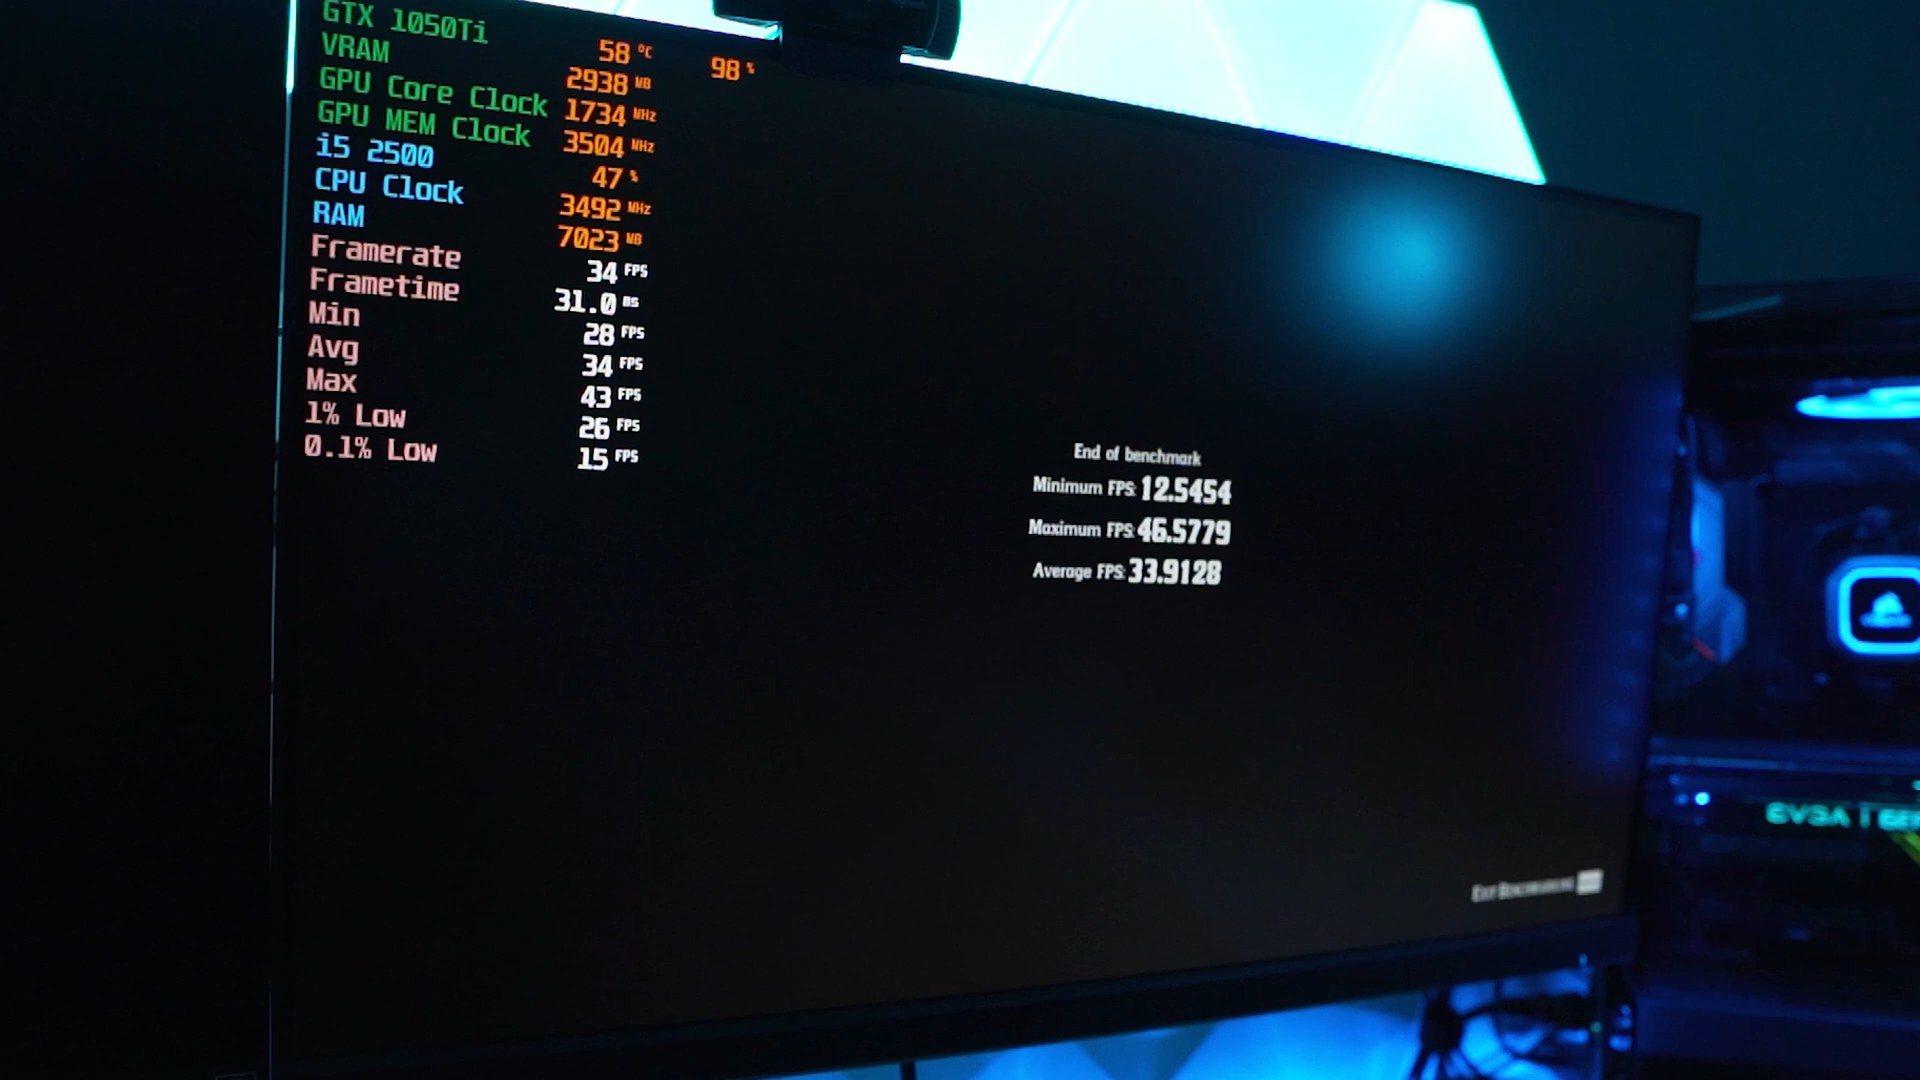 GTX 1050Ti 58 °C 98 %
VRAM 2938 MB
GPU Core Clock 1734 MHz
GPU MEM Clock 3504 MHz
i5 2500 47 %
CPU Clock 3492 MHz
RAM 7023 MB
Framerate 34 FPS
Frametime 31.0 ms
Min 28 FPS
Avg 34 FPS
Max 43 FPS
1% Low 26 FPS
0.1% Low 15 FPS
End of benchmark
Minimum FPS: 12.5454
Maximum FPS: 46.5779
Average FPS: 33.9128
Exit Benchmarking
EVGA